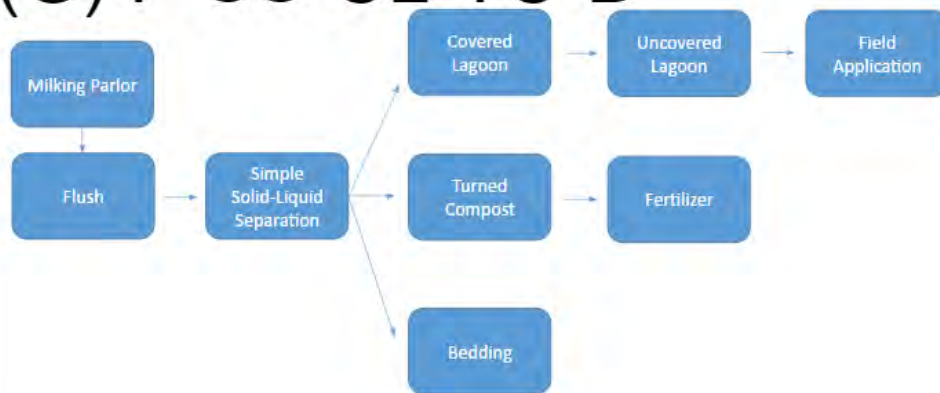 Milking Parlor
Flush
Simple
Solid-Liquid
Separation
Covered
Lagoon
Uncovered
Lagoon
Field
Application
Turned
Compost
Fertilizer
Bedding